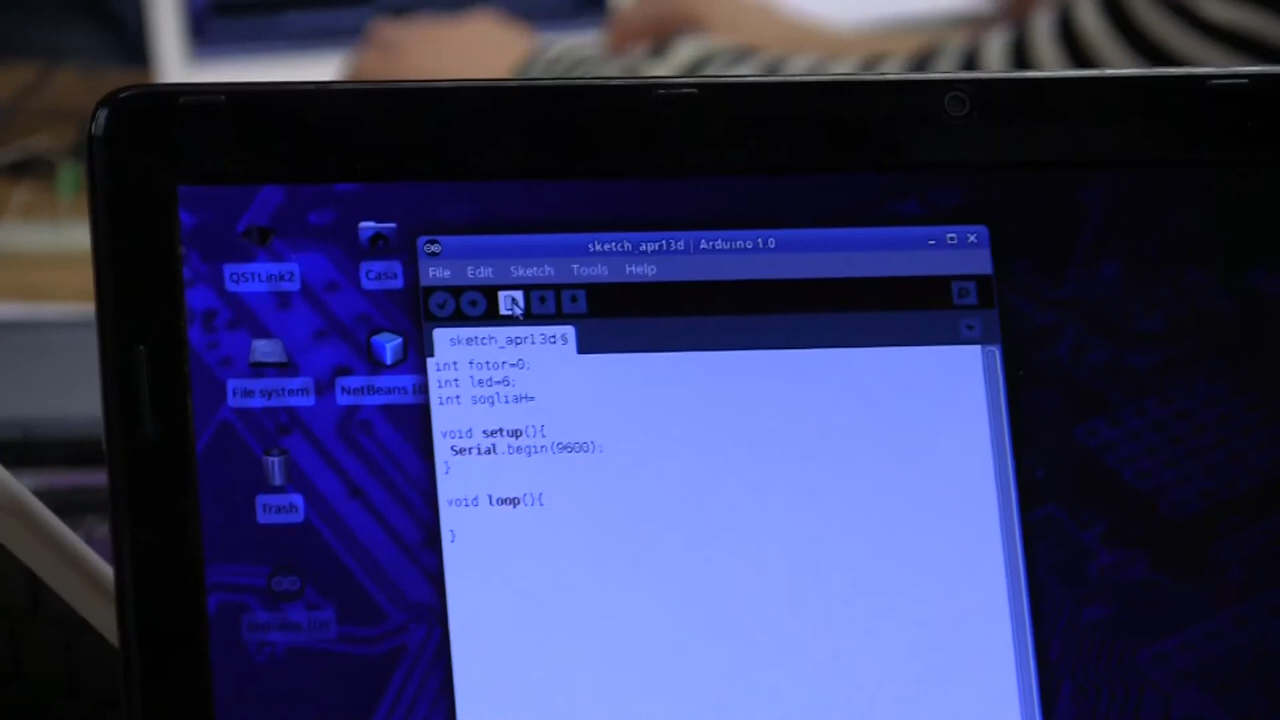 sketch_apr13d | Arduino 1.0
File Edit Sketch Tools Help
sketch_apr13d §
int fotor=0;
int led=6;
int sogliaH=
void setup(){
Serial.begin(9600);
}
void loop(){
}
QSTLink2
Casa
File system
NetBeans
Trash